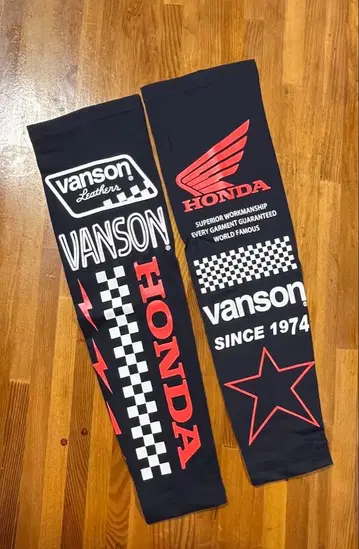 vanson
Leathers
VANSON
HONDA
HONDA
SUPERIOR WORKMANSHIP
EVERY GARMENT GUARANTEED
WORLD FAMOUS
vanson
SINCE 1974